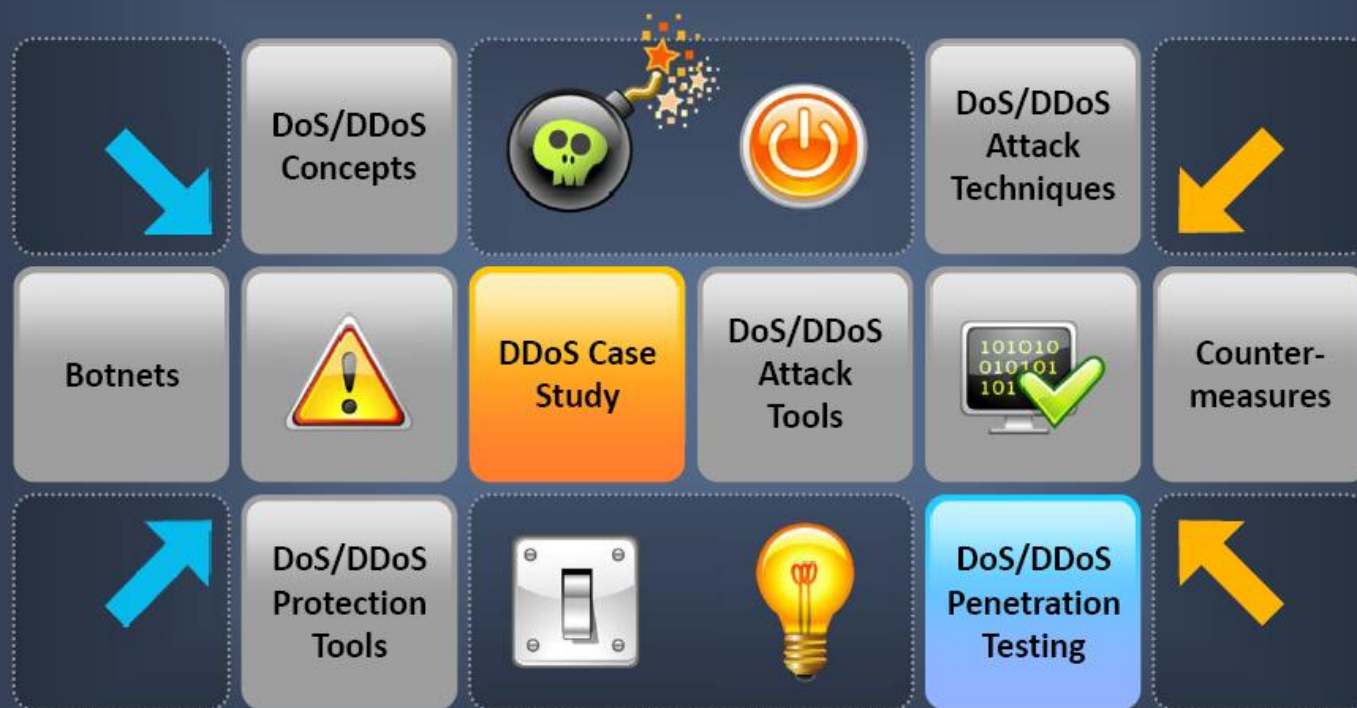 DoS/DDoS
Concepts
DoS/DDoS
Attack
Techniques
Botnets
DDoS Case
Study
DoS/DDoS
Attack
Tools
101010
010101
101
Counter-
measures
DoS/DDoS
Protection
Tools
DoS/DDoS
Penetration
Testing